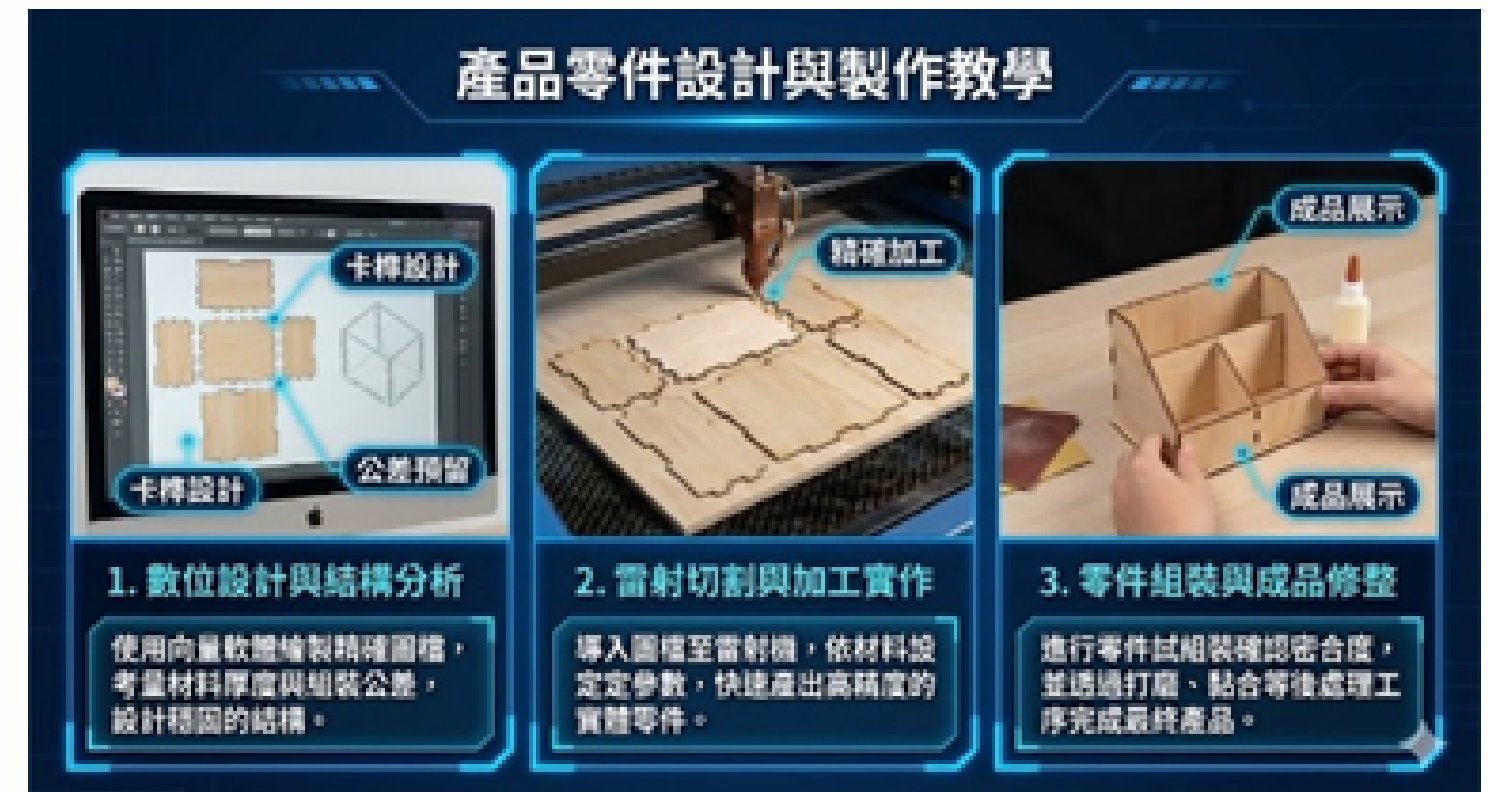 產品零件設計與製作教學
卡榫設計
公差預留
卡榫設計
精確加工
成品展示
成品展示
1. 數位設計與結構分析
使用向量軟體繪製精確圖檔，
考量材料厚度與組裝公差，
設計穩固的結構。
2. 雷射切割與加工實作
導入圖檔至雷射機，依材料設
定定參數，快速產出高精度的
實體零件。
3. 零件組裝與成品修整
進行零件試組裝確認密合度，
並透過打磨、黏合等後處理工
序完成最終產品。